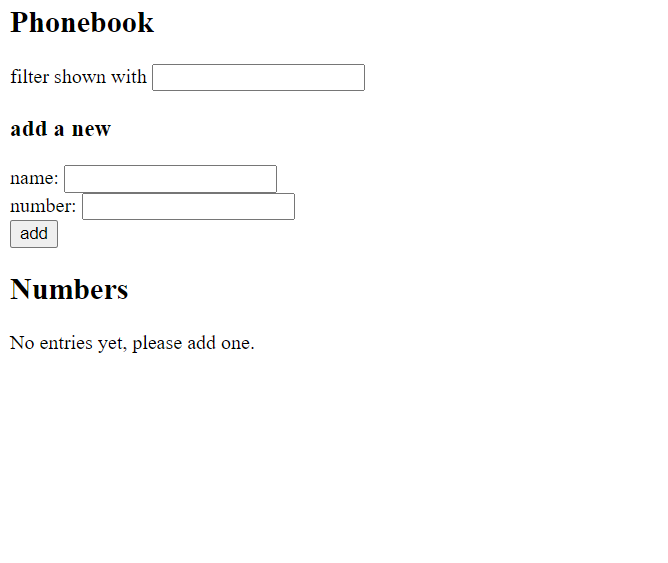 Phonebook
filter shown with
add a new
name:
number:
add
Numbers
No entries yet, please add one.